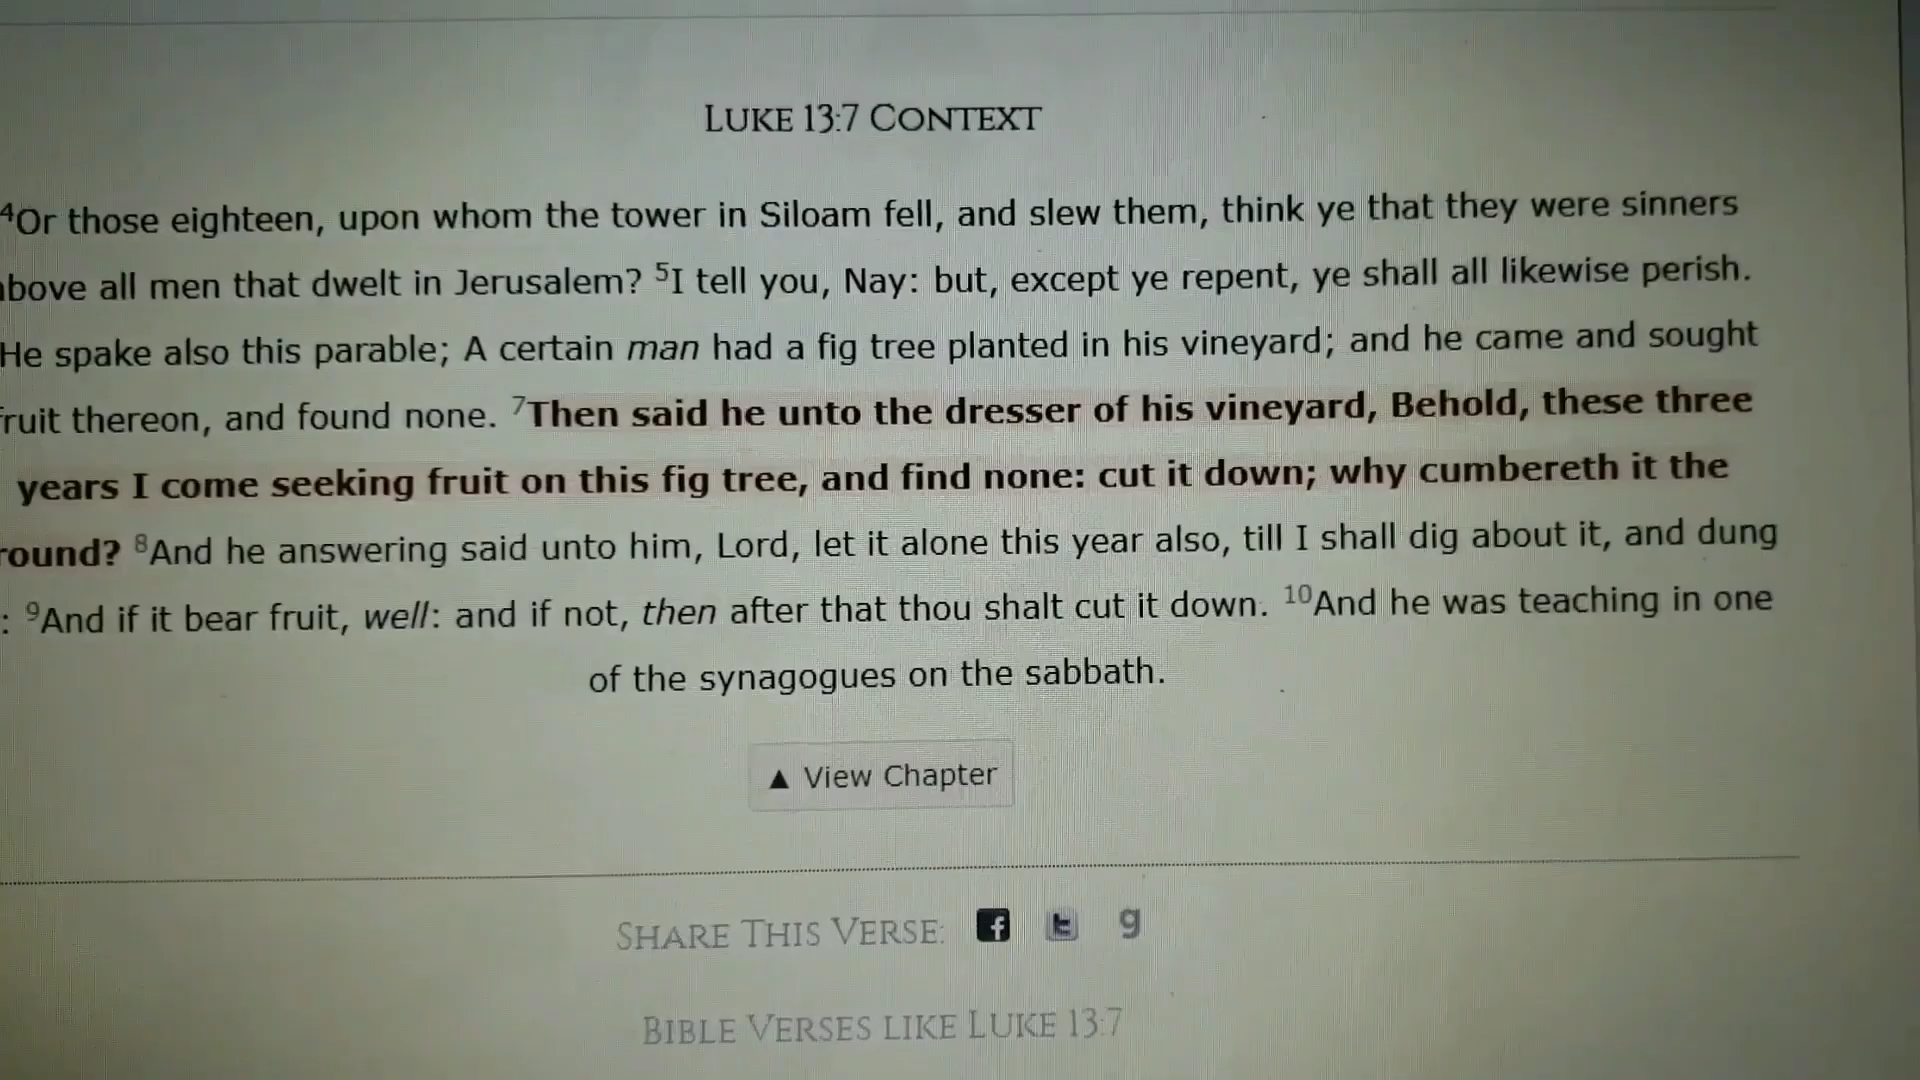 LUKE 13:7 CONTEXT
4Or those eighteen, upon whom the tower in Siloam fell, and slew them, think ye that they were sinners
bove all men that dwelt in Jerusalem? 5I tell you, Nay: but, except ye repent, ye shall all likewise perish.
He spake also this parable; A certain man had a fig tree planted in his vineyard; and he came and sought
ruit thereon, and found none. 7Then said he unto the dresser of his vineyard, Behold, these three
years I come seeking fruit on this fig tree, and find none: cut it down; why cumbereth it the
round? 8And he answering said unto him, Lord, let it alone this year also, till I shall dig about it, and dung
: 9And if it bear fruit, well: and if not, then after that thou shalt cut it down. 10And he was teaching in one
of the synagogues on the sabbath.
▲ View Chapter
SHARE THIS VERSE: f t g
BIBLE VERSES LIKE LUKE 13:7